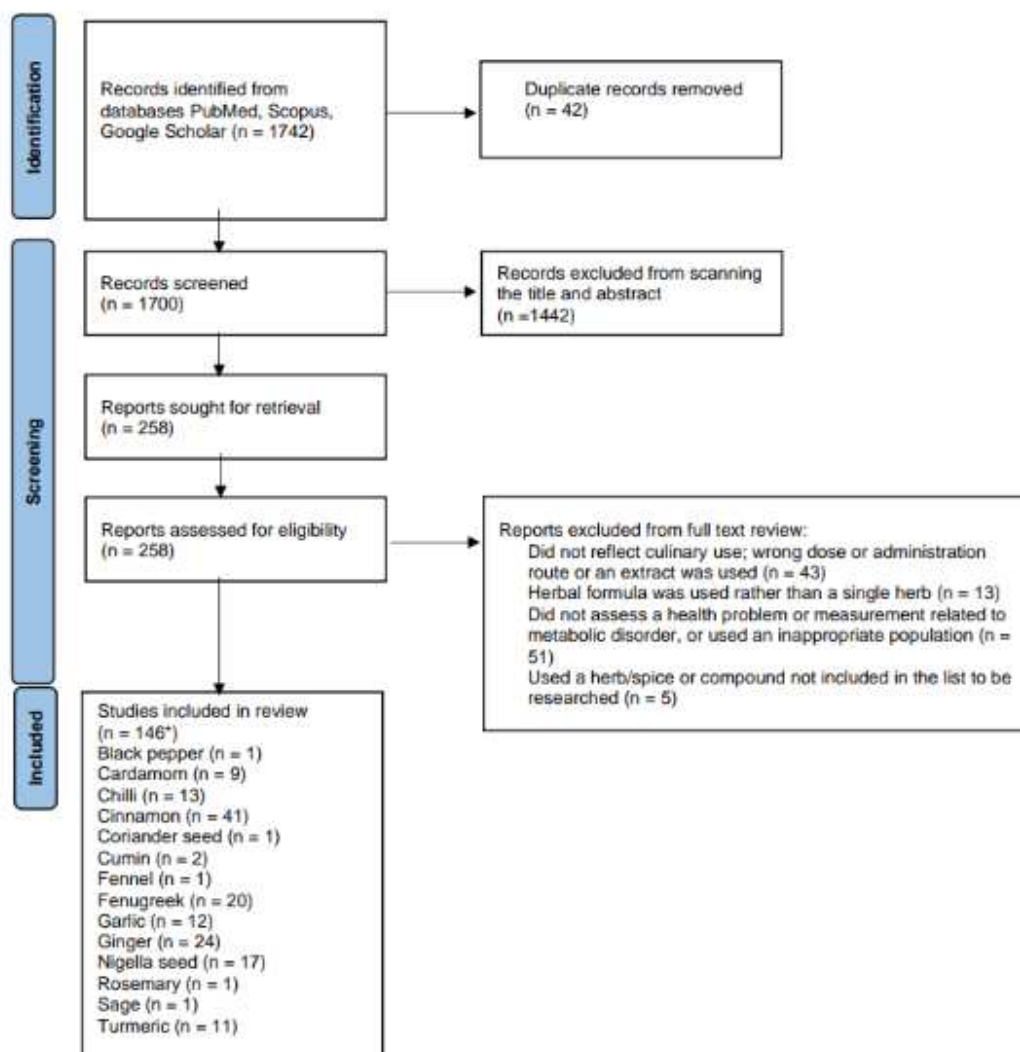 Identification
Records identified from
databases PubMed, Scopus,
Google Scholar (n = 1742)
Duplicate records removed
(n = 42)
Screening
Records screened
(n = 1700)
Records excluded from scanning
the title and abstract
(n =1442)
Reports sought for retrieval
(n = 258)
Reports assessed for eligibility
(n = 258)
Reports excluded from full text review:
Did not reflect culinary use; wrong dose or administration
route or an extract was used (n = 43)
Herbal formula was used rather than a single herb (n = 13)
Did not assess a health problem or measurement related to
metabolic disorder, or used an inappropriate population (n =
51)
Used a herb/spice or compound not included in the list to be
researched (n = 5)
Included
Studies included in review
(n = 146*)
Black pepper (n = 1)
Cardamom (n = 9)
Chilli (n = 13)
Cinnamon (n = 41)
Coriander seed (n = 1)
Cumin (n = 2)
Fennel (n = 1)
Fenugreek (n = 20)
Garlic (n = 12)
Ginger (n = 24)
Nigella seed (n = 17)
Rosemary (n = 1)
Sage (n = 1)
Turmeric (n = 11)